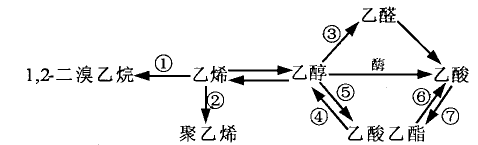 ③ 乙醛
1,2-二溴乙烷 ① 乙烯 乙醇 酶 乙酸
② ④ ⑤ ⑥ ⑦
聚乙烯 乙酸乙酯